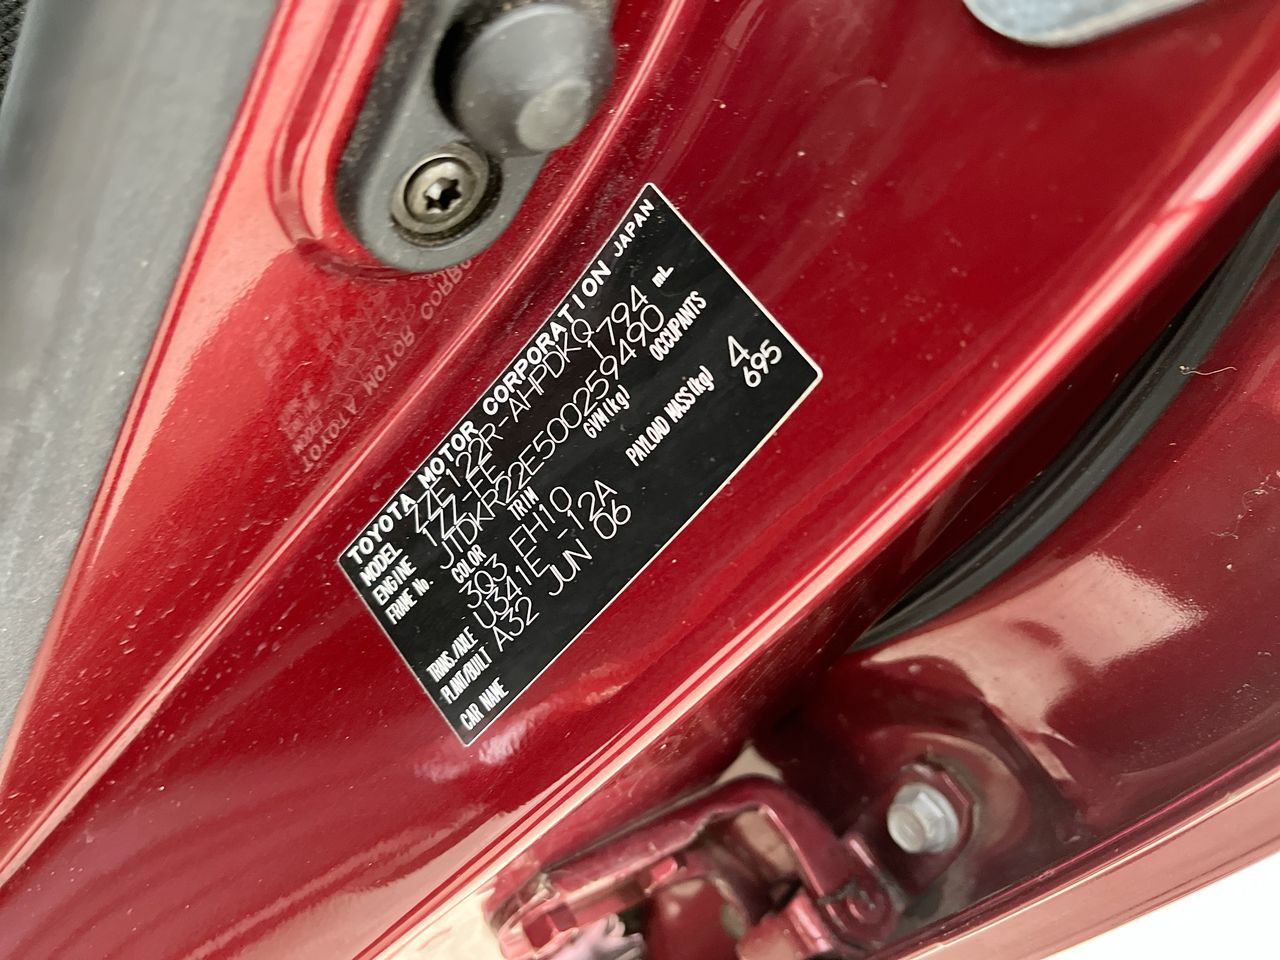 TOYOTA MOTOR CORPORATION JAPAN
MODEL ZZE122R-AHPDKQ
ENGINE 1ZZ-FE 1794 mL
FRAME No. JTDKR22E500259490
COLOR TRIM GVM(kg) OCCUPANTS
3Q3 EH10 4
TRANS./AXLE U341E -12A PAYLOAD MASS(kg) 695
PLANT/BUILT A32 JUN 06
CAR NAME